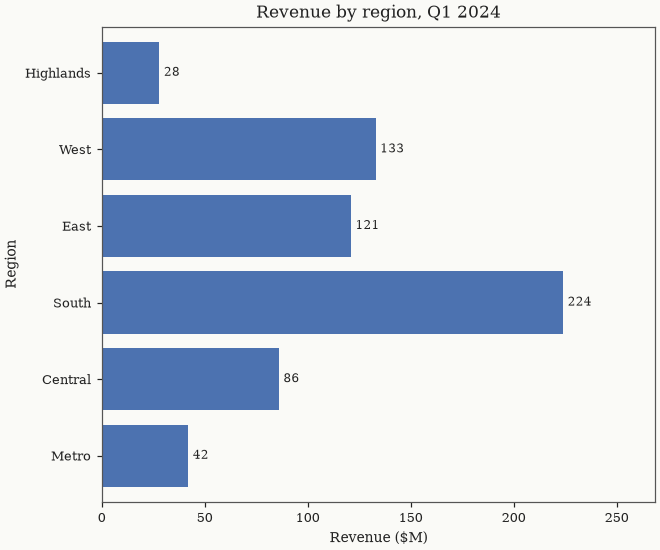 Revenue by region, Q1 2024
Region
Highlands 28
West 133
East 121
South 224
Central 86
Metro 42
0 50 100 150 200 250
Revenue ($M)